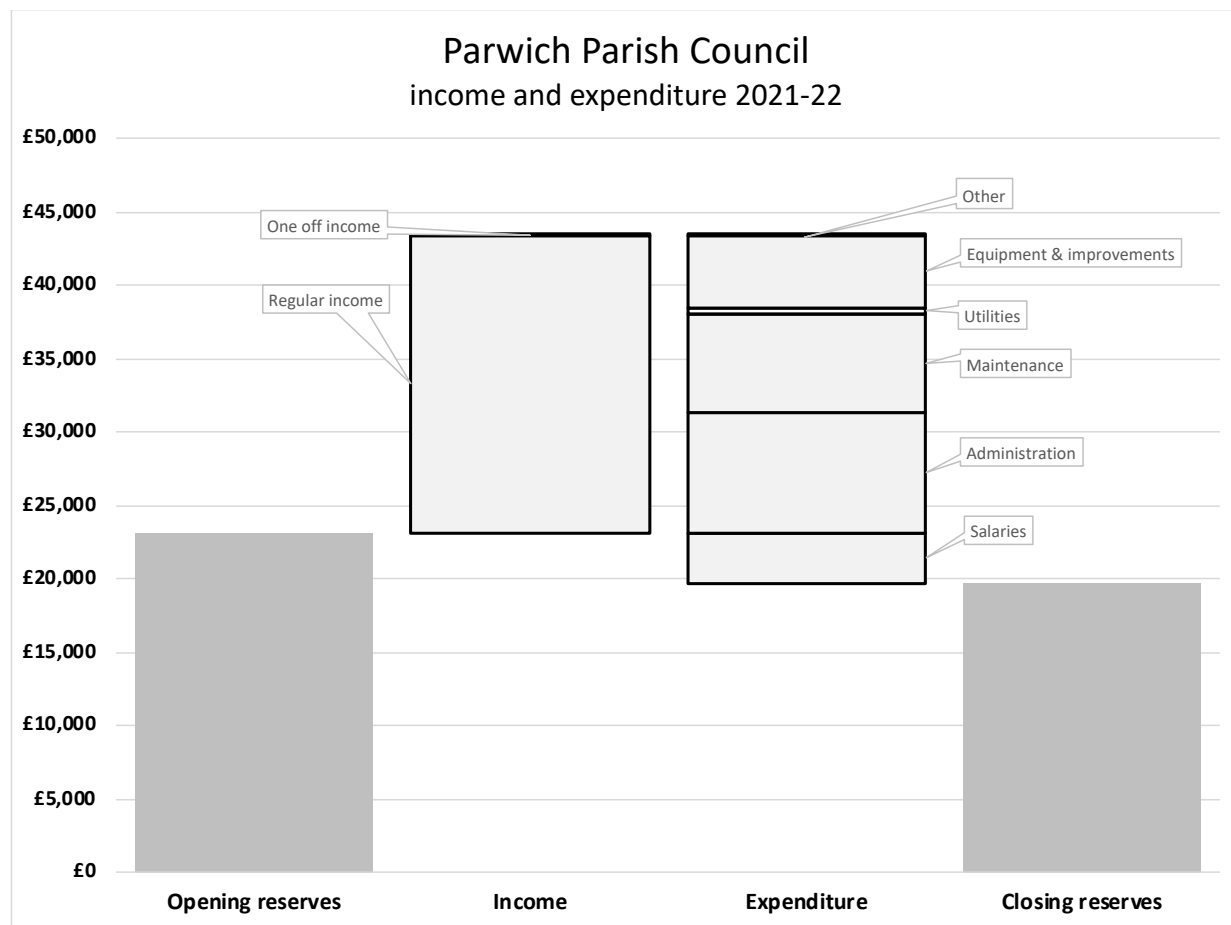 Parwich Parish Council
income and expenditure 2021-22
£50,000
£45,000
£40,000
£35,000
£30,000
£25,000
£20,000
£15,000
£10,000
£5,000
£0
One off income
Regular income
Other
Equipment & improvements
Utilities
Maintenance
Administration
Salaries
Opening reserves
Income
Expenditure
Closing reserves